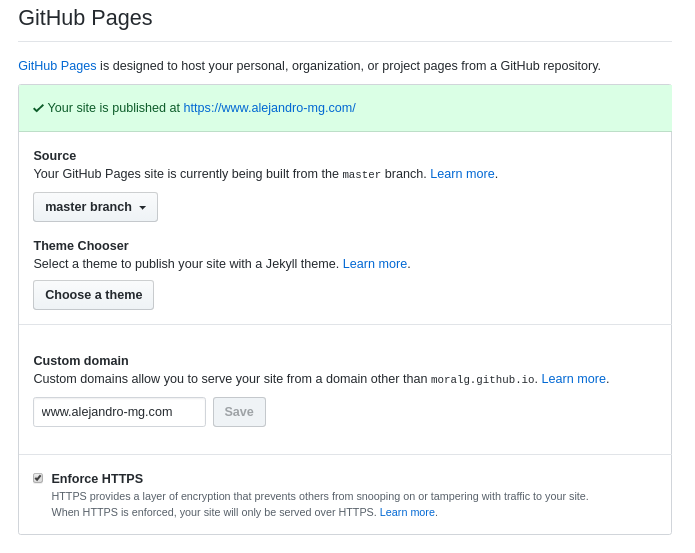 GitHub Pages
GitHub Pages is designed to host your personal, organization, or project pages from a GitHub repository.
Your site is published at https://www.alejandro-mg.com/
Source
Your GitHub Pages site is currently being built from the master branch. Learn more.
master branch
Theme Chooser
Select a theme to publish your site with a Jekyll theme. Learn more.
Choose a theme
Custom domain
Custom domains allow you to serve your site from a domain other than moralg.github.io. Learn more.
www.alejandro-mg.com Save
Enforce HTTPS
HTTPS provides a layer of encryption that prevents others from snooping on or tampering with traffic to your site.
When HTTPS is enforced, your site will only be served over HTTPS. Learn more.